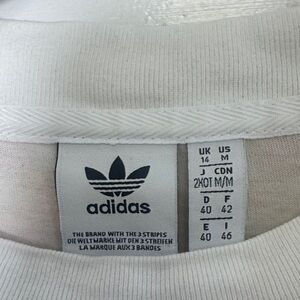 adidas
THE BRAND WITH THE 3 STRIPES
DIE WELTMARKE MIT DEN 3 STREIFEN
LA MARQUE AUX 3 BANDES
UK US
14 M
J CDN
2XOT M/M
D F
40 42
E I
40 46